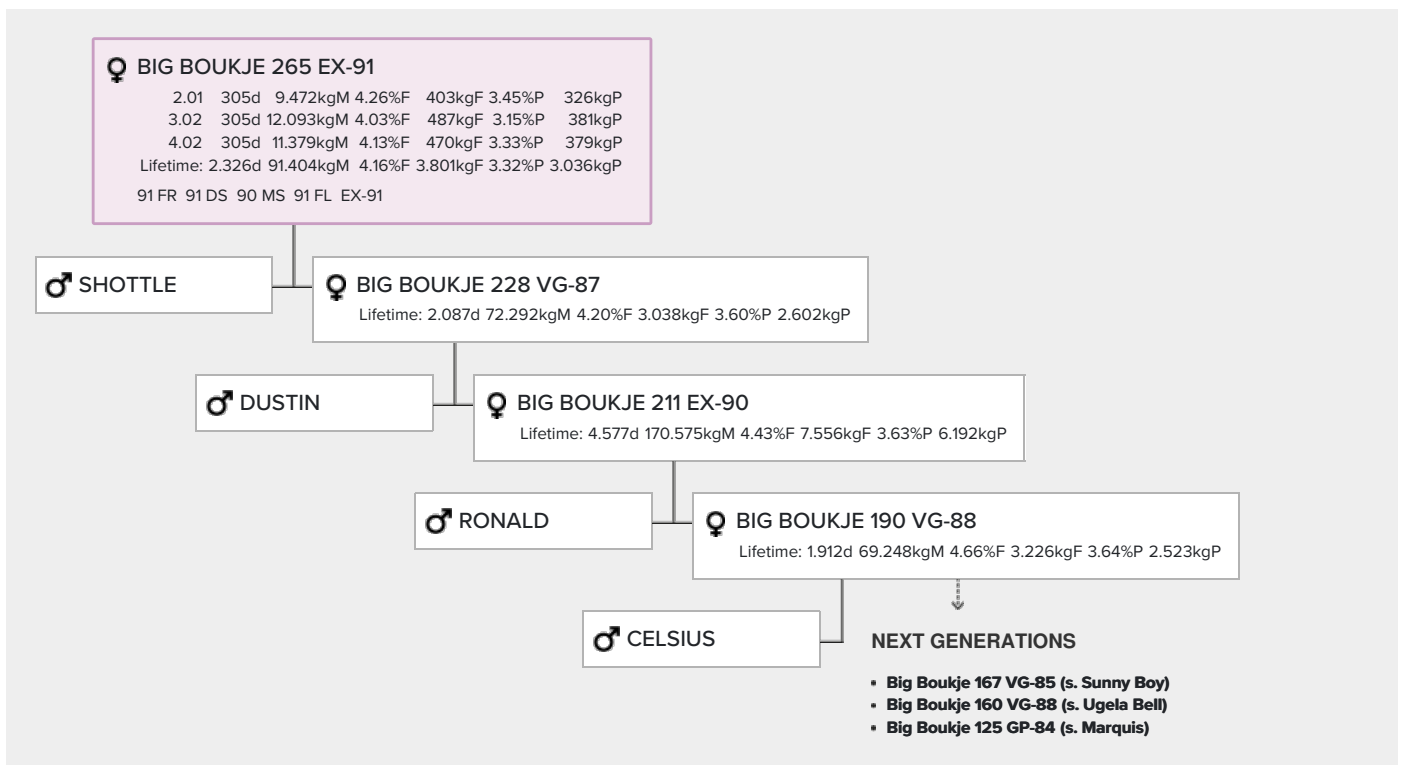 BIG BOUKJE 265 EX-91
2.01 305d 9.472kgM 4.26%F 403kgF 3.45%P 326kgP
3.02 305d 12.093kgM 4.03%F 487kgF 3.15%P 381kgP
4.02 305d 11.379kgM 4.13%F 470kgF 3.33%P 379kgP
Lifetime: 2.326d 91.404kgM 4.16%F 3.801kgF 3.32%P 3.036kgP
91 FR 91 DS 90 MS 91 FL EX-91
SHOTTLE
BIG BOUKJE 228 VG-87
Lifetime: 2.087d 72.292kgM 4.20%F 3.038kgF 3.60%P 2.602kgP
DUSTIN
BIG BOUKJE 211 EX-90
Lifetime: 4.577d 170.575kgM 4.43%F 7.556kgF 3.63%P 6.192kgP
RONALD
BIG BOUKJE 190 VG-88
Lifetime: 1.912d 69.248kgM 4.66%F 3.226kgF 3.64%P 2.523kgP
CELSIUS
NEXT GENERATIONS
• Big Boukje 167 VG-85 (s. Sunny Boy)
• Big Boukje 160 VG-88 (s. Ugela Bell)
• Big Boukje 125 GP-84 (s. Marquis)